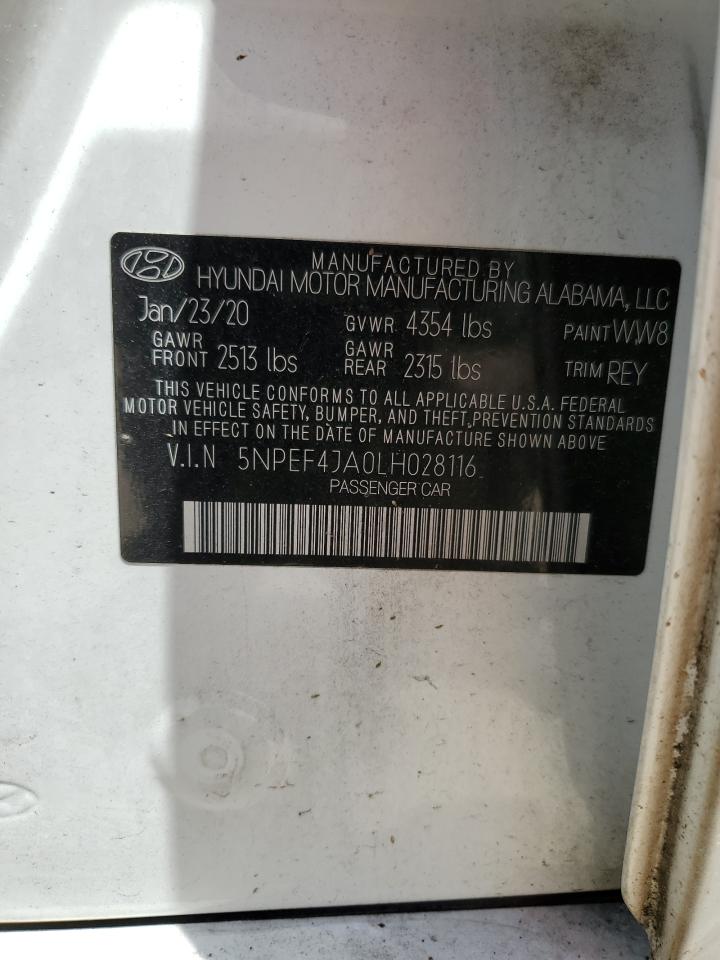 MANUFACTURED BY
HYUNDAI MOTOR MANUFACTURING ALABAMA, LLC
Jan/23/20 GVWR 4354 lbs PAINT WW8
GAWR FRONT 2513 lbs GAWR REAR 2315 lbs TRIM REY
THIS VEHICLE CONFORMS TO ALL APPLICABLE U.S.A. FEDERAL
MOTOR VEHICLE SAFETY, BUMPER, AND THEFT PREVENTION STANDARDS
IN EFFECT ON THE DATE OF MANUFACTURE SHOWN ABOVE
V.I.N 5NPEF4JA0LH028116
PASSENGER CAR